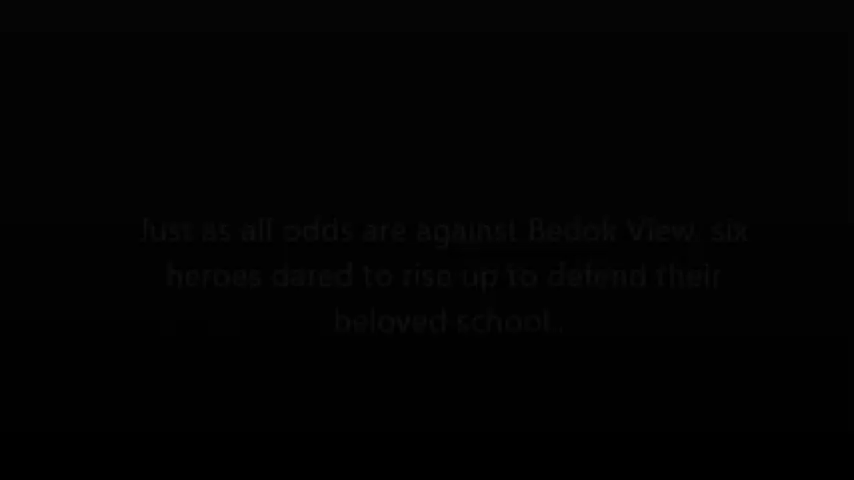 Just as all odds are against Bedok View, six
heroes dared to rise up to defend their
beloved school.